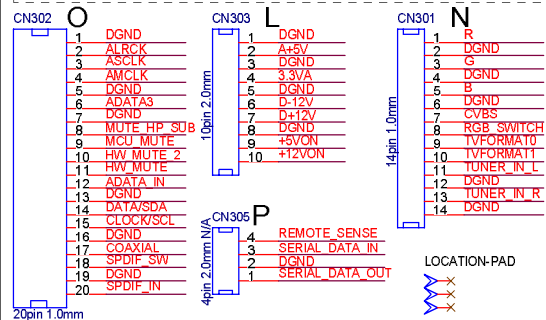 CN302 O
1 DGND
2 ALRCK
3 ASCLK
4 AMCLK
5 DGND
6 ADATA3
7 DGND
8 MUTE_HP_SUB
9 MCU_MUTE
10 HW_MUTE_2
11 HW_MUTE
12 ADATA_IN
13 DGND
14 DATA/SDA
15 CLOCK/SCL
16 DGND
17 COAXIAL
18 SPDIF_SW
19 DGND
20 SPDIF_IN
20pin 1.0mm
CN303 L
1 DGND
2 A+5V
3 DGND
4 3.3VA
5 DGND
6 D-12V
7 D+12V
8 DGND
9 +5VON
10 +12VON
10pin 2.0mm
CN305 P
4 REMOTE_SENSE
3 SERIAL_DATA_IN
2 DGND
1 SERIAL_DATA_OUT
4pin 2.0mm N/A
CN301 N
1 R
2 DGND
3 G
4 DGND
5 B
6 DGND
7 CVBS
8 RGB_SWITCH
9 TVFORMAT0
10 TVFORMAT1
11 TUNER_IN_L
12 DGND
13 TUNER_IN_R
14 DGND
14pin 1.0mm
LOCATION-PAD